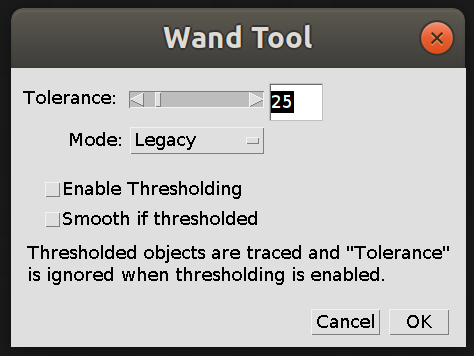 Wand Tool
Tolerance: 25
Mode: Legacy
Enable Thresholding
Smooth if thresholded
Thresholded objects are traced and "Tolerance"
is ignored when thresholding is enabled.
Cancel OK